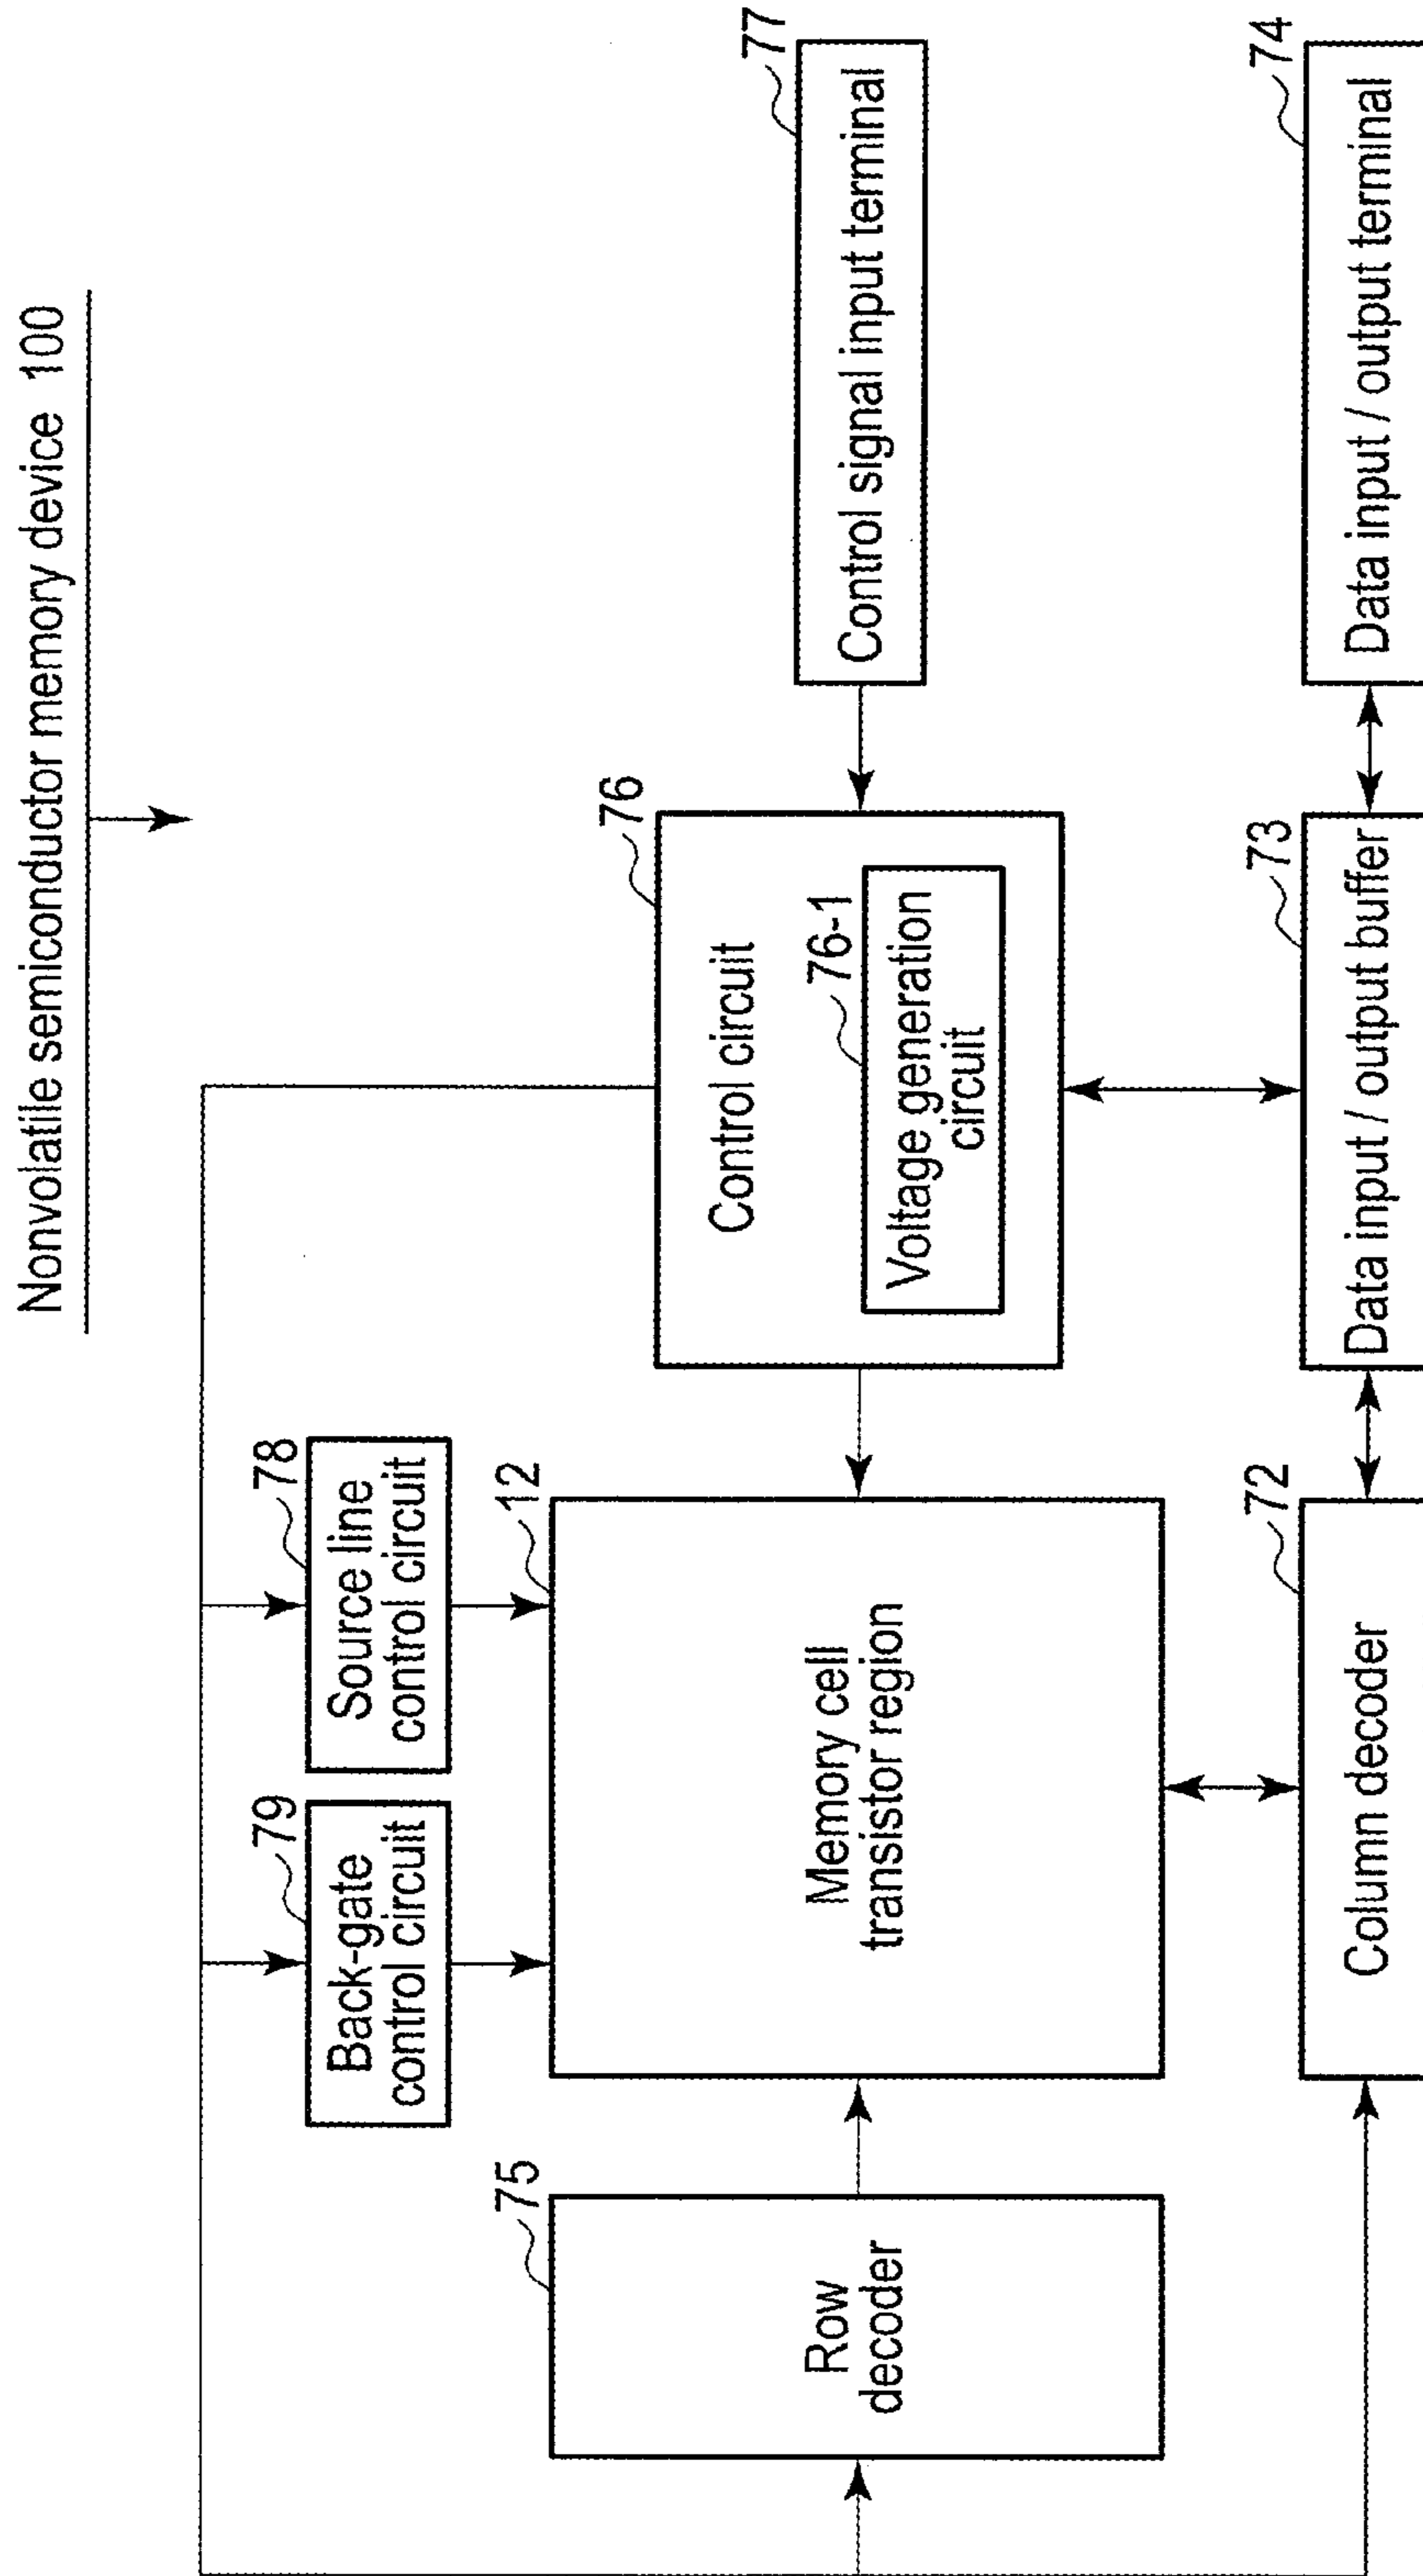 Nonvolatile semiconductor memory device 100
79
Back-gate
control circuit
78
Source line
control circuit
75
Row
decoder
12
Memory cell
transistor region
76
Control circuit
76-1
Voltage generation
circuit
77
Control signal input terminal
72
Column decoder
73
Data input / output buffer
74
Data input / output terminal